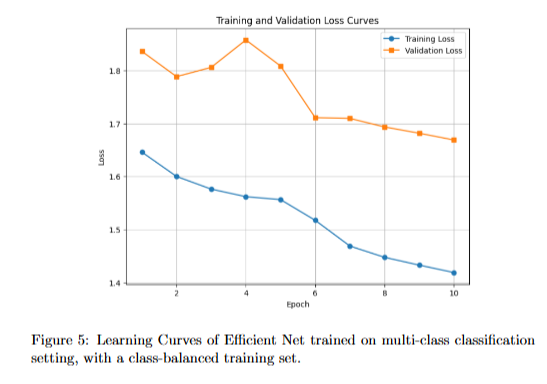 Training and Validation Loss Curves
Training Loss
Validation Loss
1.8
1.7
1.6
1.5
1.4
Loss
2 4 6 8 10
Epoch
Figure 5: Learning Curves of Efficient Net trained on multi-class classification
setting, with a class-balanced training set.